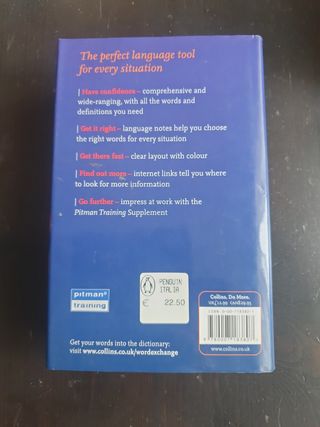 The perfect language tool
for every situation
| Have confidence – comprehensive and
wide-ranging, with all the words and
definitions you need
| Get it right – language notes help you choose
the right words for every situation
| Get there fast – clear layout with colour
| Find out more – internet links tell you where
to look for more information
| Go further – impress at work with the
Pitman Training Supplement
pitman
training
PENGUIN
ITALIA
€ 22.50
Collins. Do More.
www.collins.co.uk
Get your words into the dictionary:
visit www.collins.co.uk/wordexchange